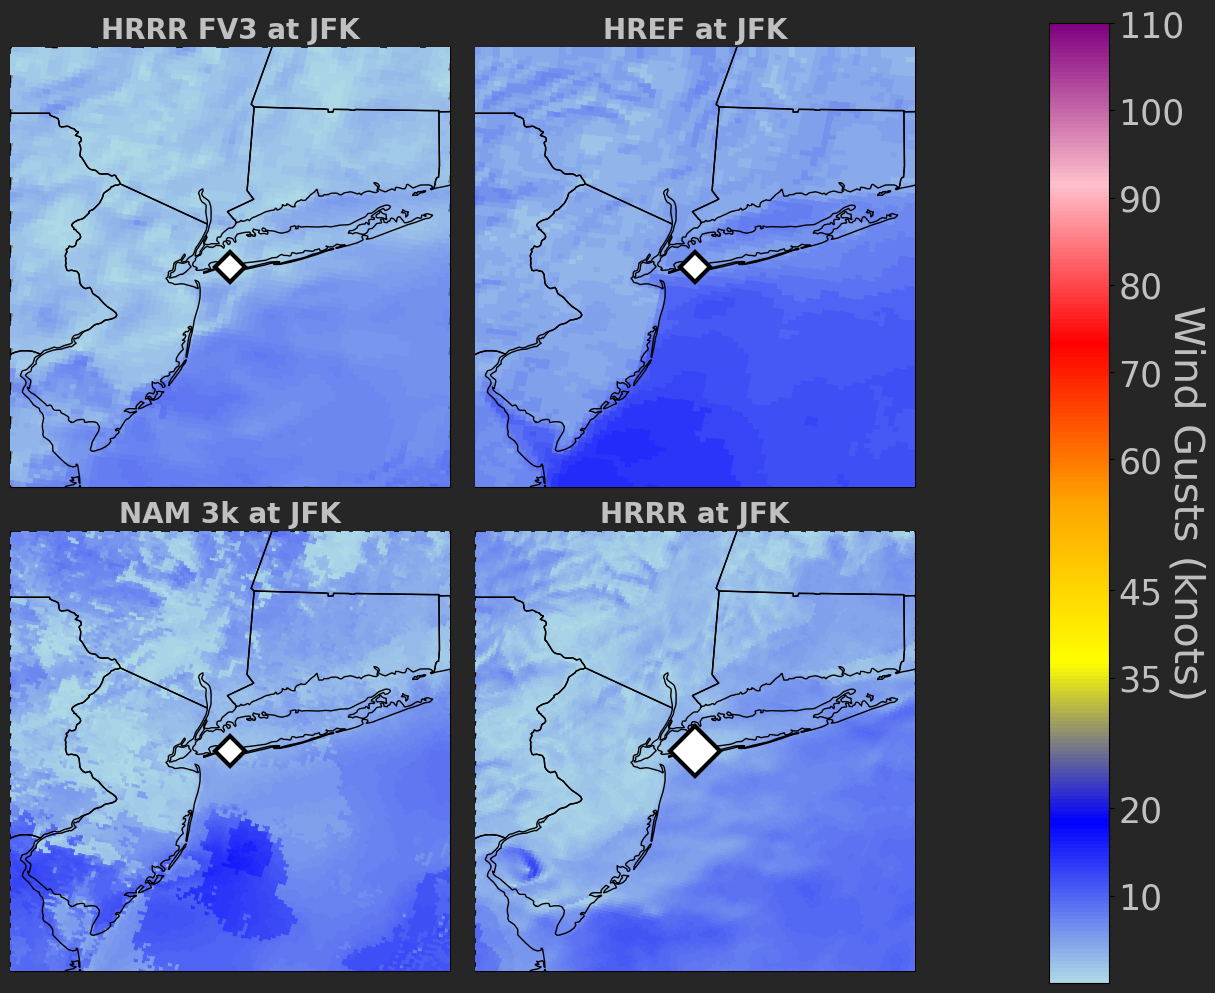 HRRR FV3 at JFK
HREF at JFK
NAM 3k at JFK
HRRR at JFK
110
100
90
80
70
60
45
35
20
10
Wind Gusts (knots)